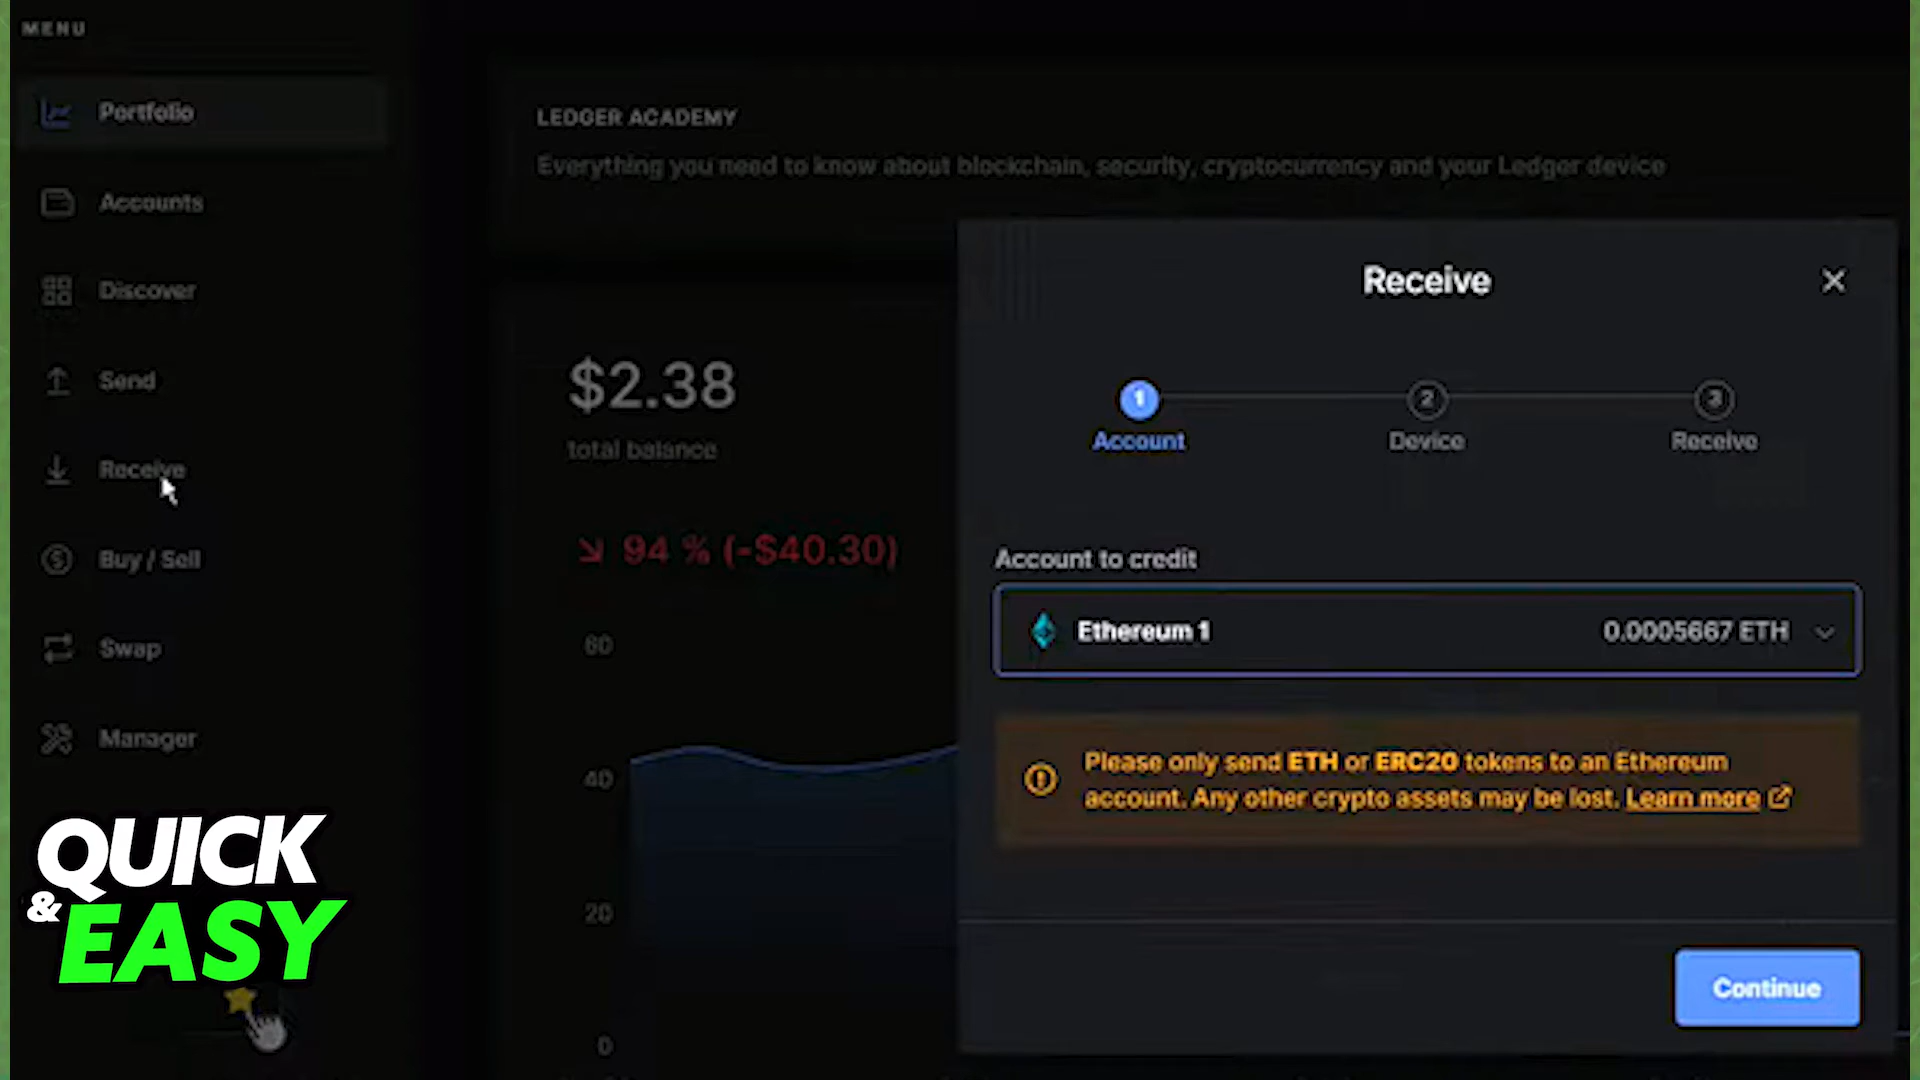 MENU
Portfolio
Accounts
Discover
Send
Receive
Buy / Sell
Swap
Manager
QUICK
&
EASY
LEDGER ACADEMY
Everything you need to know about blockchain, security, cryptocurrency and your Ledger device
$2.38
total balance
94 % (-$40.30)
60
40
20
0
Receive
1
2
3
Account
Device
Receive
Account to credit
Ethereum 1
0.0005667 ETH
Please only send ETH or ERC20 tokens to an Ethereum
account. Any other crypto assets may be lost. Learn more
Continue